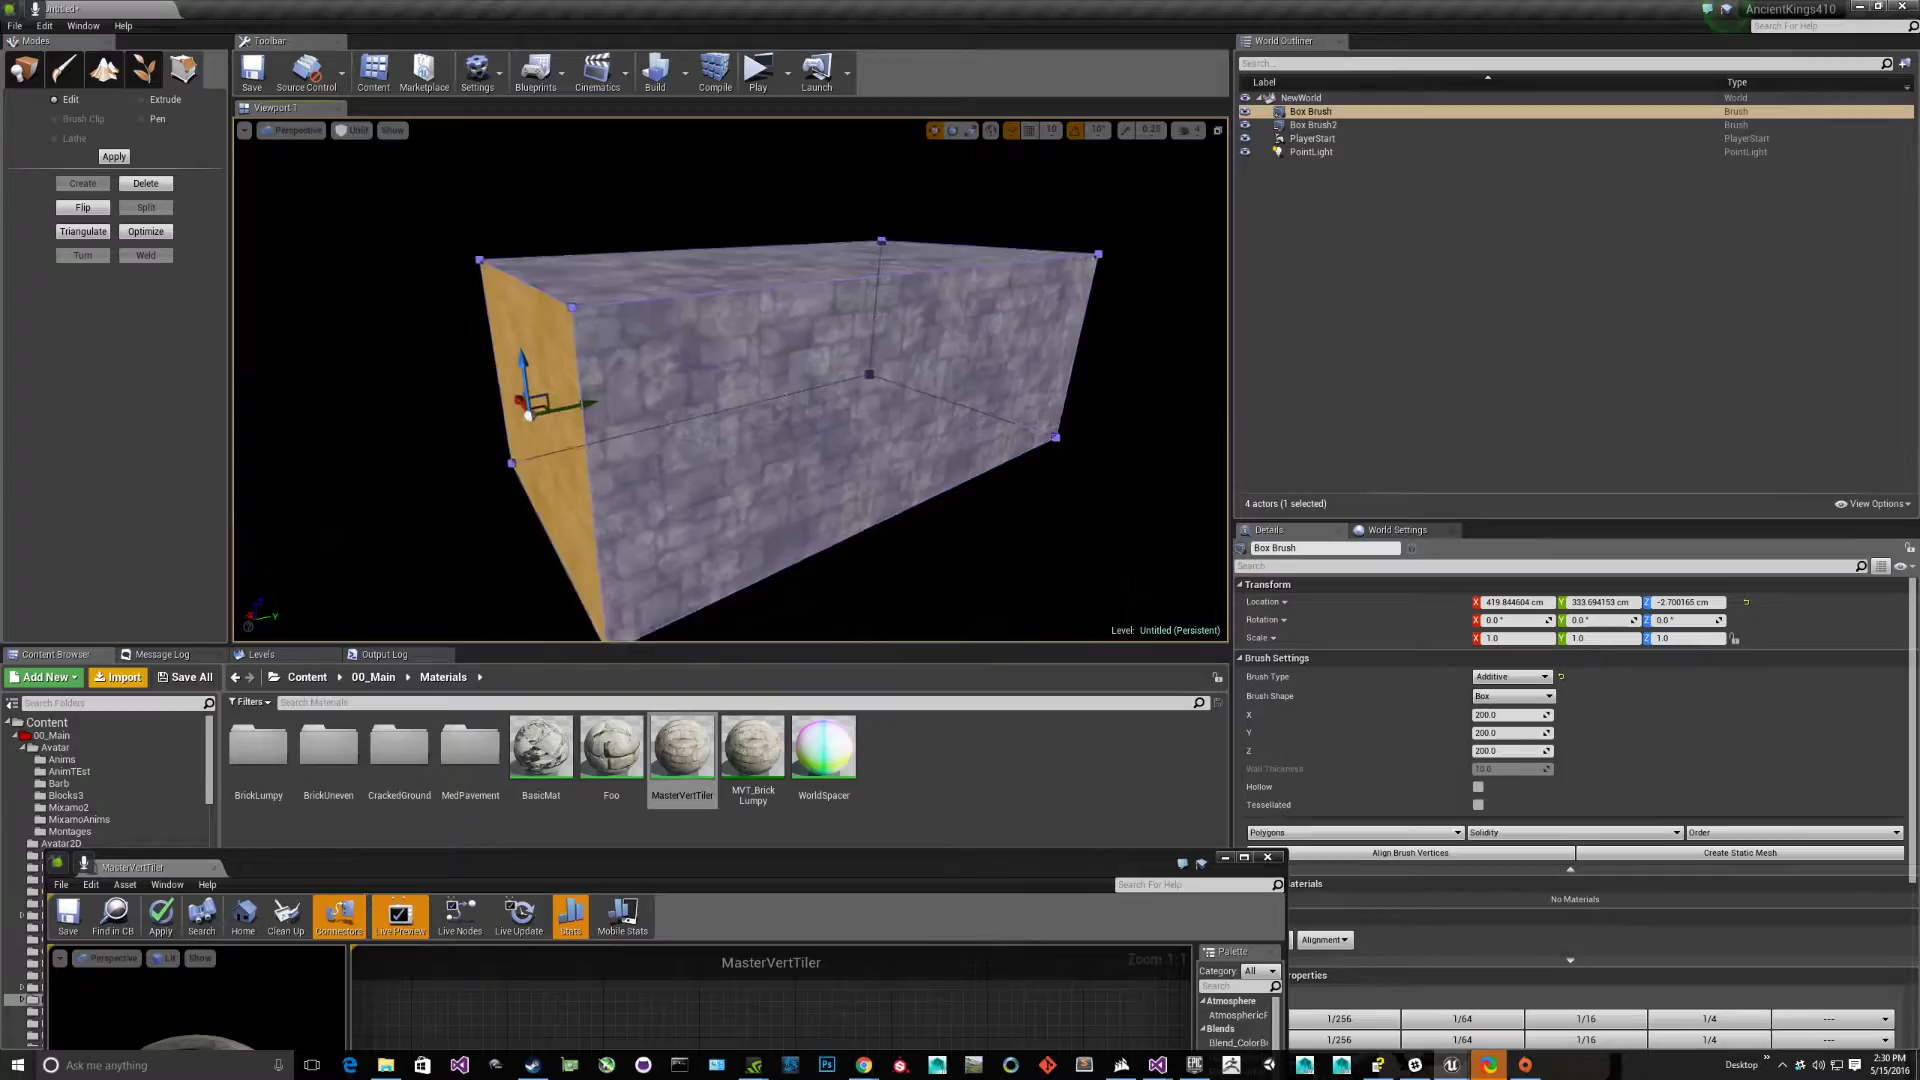 Untitled*
AncientKings410
File Edit Window Help
Search For Help
Modes
Toolbar
World Outliner
Edit
Extrude
Brush Clip
Pen
Lathe
Apply
Create
Delete
Flip
Split
Triangulate
Optimize
Turn
Weld
Save
Source Control
Content
Marketplace
Settings
Blueprints
Cinematics
Build
Compile
Play
Launch
Viewport 1
Perspective
Unlit
Show
10
10°
0.25
4
Level: Untitled (Persistent)
Search...
Label
Type
NewWorld
World
Box Brush
Brush
Box Brush2
Brush
PlayerStart
PlayerStart
PointLight
PointLight
4 actors (1 selected)
View Options
Details
World Settings
Box Brush
Search
Transform
Location
X 419.844604 cm
Y 333.694153 cm
Z -2.700165 cm
Rotation
X 0.0 °
Y 0.0 °
Z 0.0 °
Scale
X 1.0
Y 1.0
Z 1.0
Brush Settings
Brush Type
Additive
Brush Shape
Box
X
200.0
Y
200.0
Z
200.0
Wall Thickness
10.0
Hollow
Tessellated
Polygons
Solidity
Order
Align Brush Vertices
Create Static Mesh
aterials
No Materials
Alignment
roperties
1/256
1/64
1/16
1/4
---
1/256
1/64
1/16
1/4
---
Content Browser
Message Log
Levels
Output Log
Add New
Import
Save All
Content
00_Main
Materials
Search Folders
Filters
Search Materials
Content
00_Main
Avatar
Anims
AnimTEst
Barb
Blocks3
Mixamo2
MixamoAnims
Montages
Avatar2D
BrickLumpy
BrickUneven
CrackedGround
MedPavement
BasicMat
Foo
MasterVertTiler
MVT_Brick
Lumpy
WorldSpacer
MasterVertTiler
File Edit Asset Window Help
Search For Help
Save
Find in CB
Apply
Search
Home
Clean Up
Connectors
Live Preview
Live Nodes
Live Update
Stats
Mobile Stats
Perspective
Lit
Show
MasterVertTiler
Zoom 1:1
Palette
Category:
All
Search
Atmosphere
AtmosphericF
Blends
Blend_ColorB
Ask me anything
Desktop
2:30 PM
5/15/2016